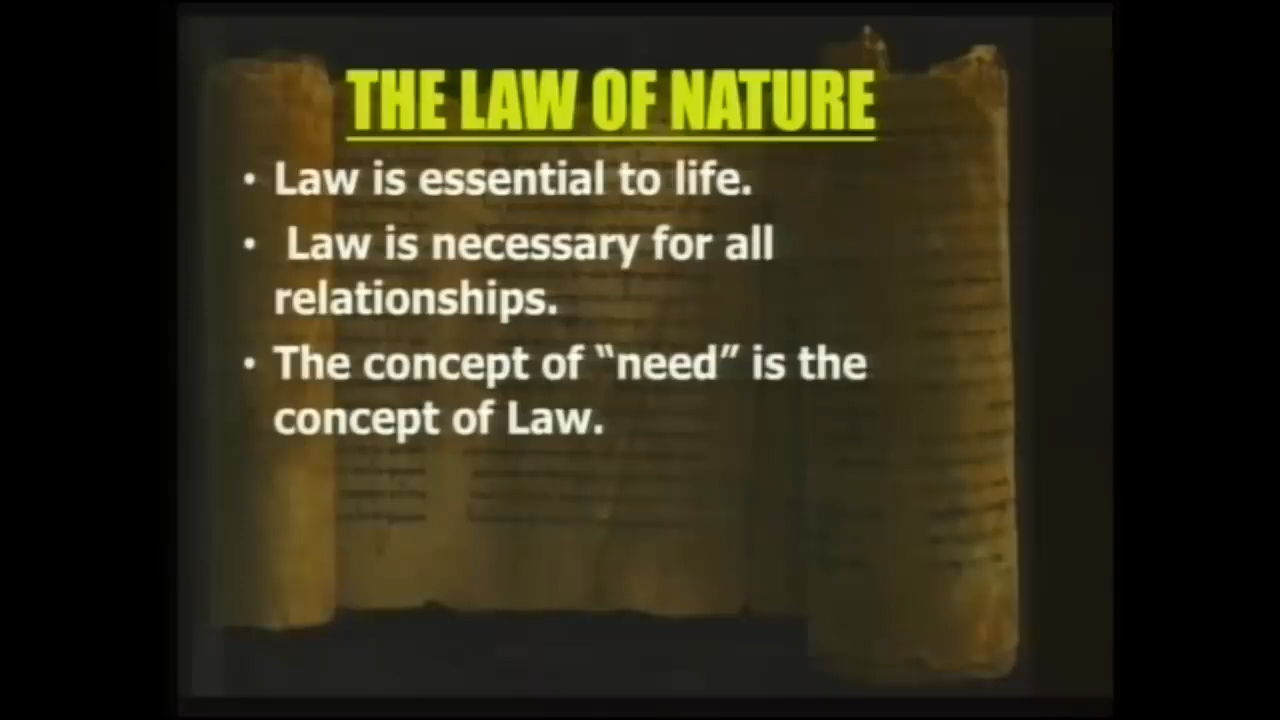 THE LAW OF NATURE
• Law is essential to life.
• Law is necessary for all
relationships.
• The concept of “need” is the
concept of Law.